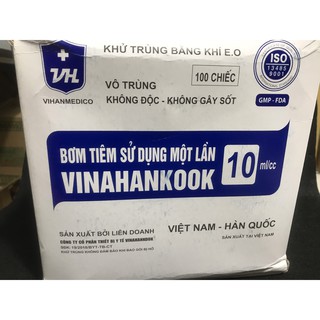 KHỬ TRÙNG BẰNG KHÍ E.O
VH
VIHANMEDICO
VÔ TRÙNG
100 CHIẾC
KHÔNG ĐỘC - KHÔNG GÂY SỐT
ISO
13485
9001
GMP - FDA
BƠM TIÊM SỬ DỤNG MỘT LẦN
VINAHANKOOK
10 ml/cc
VIỆT NAM - HÀN QUỐC
SẢN XUẤT TẠI VIỆT NAM
SẢN XUẤT BỞI LIÊN DOANH
CÔNG TY CỔ PHẦN THIẾT BỊ Y TẾ VINAHANKOOK